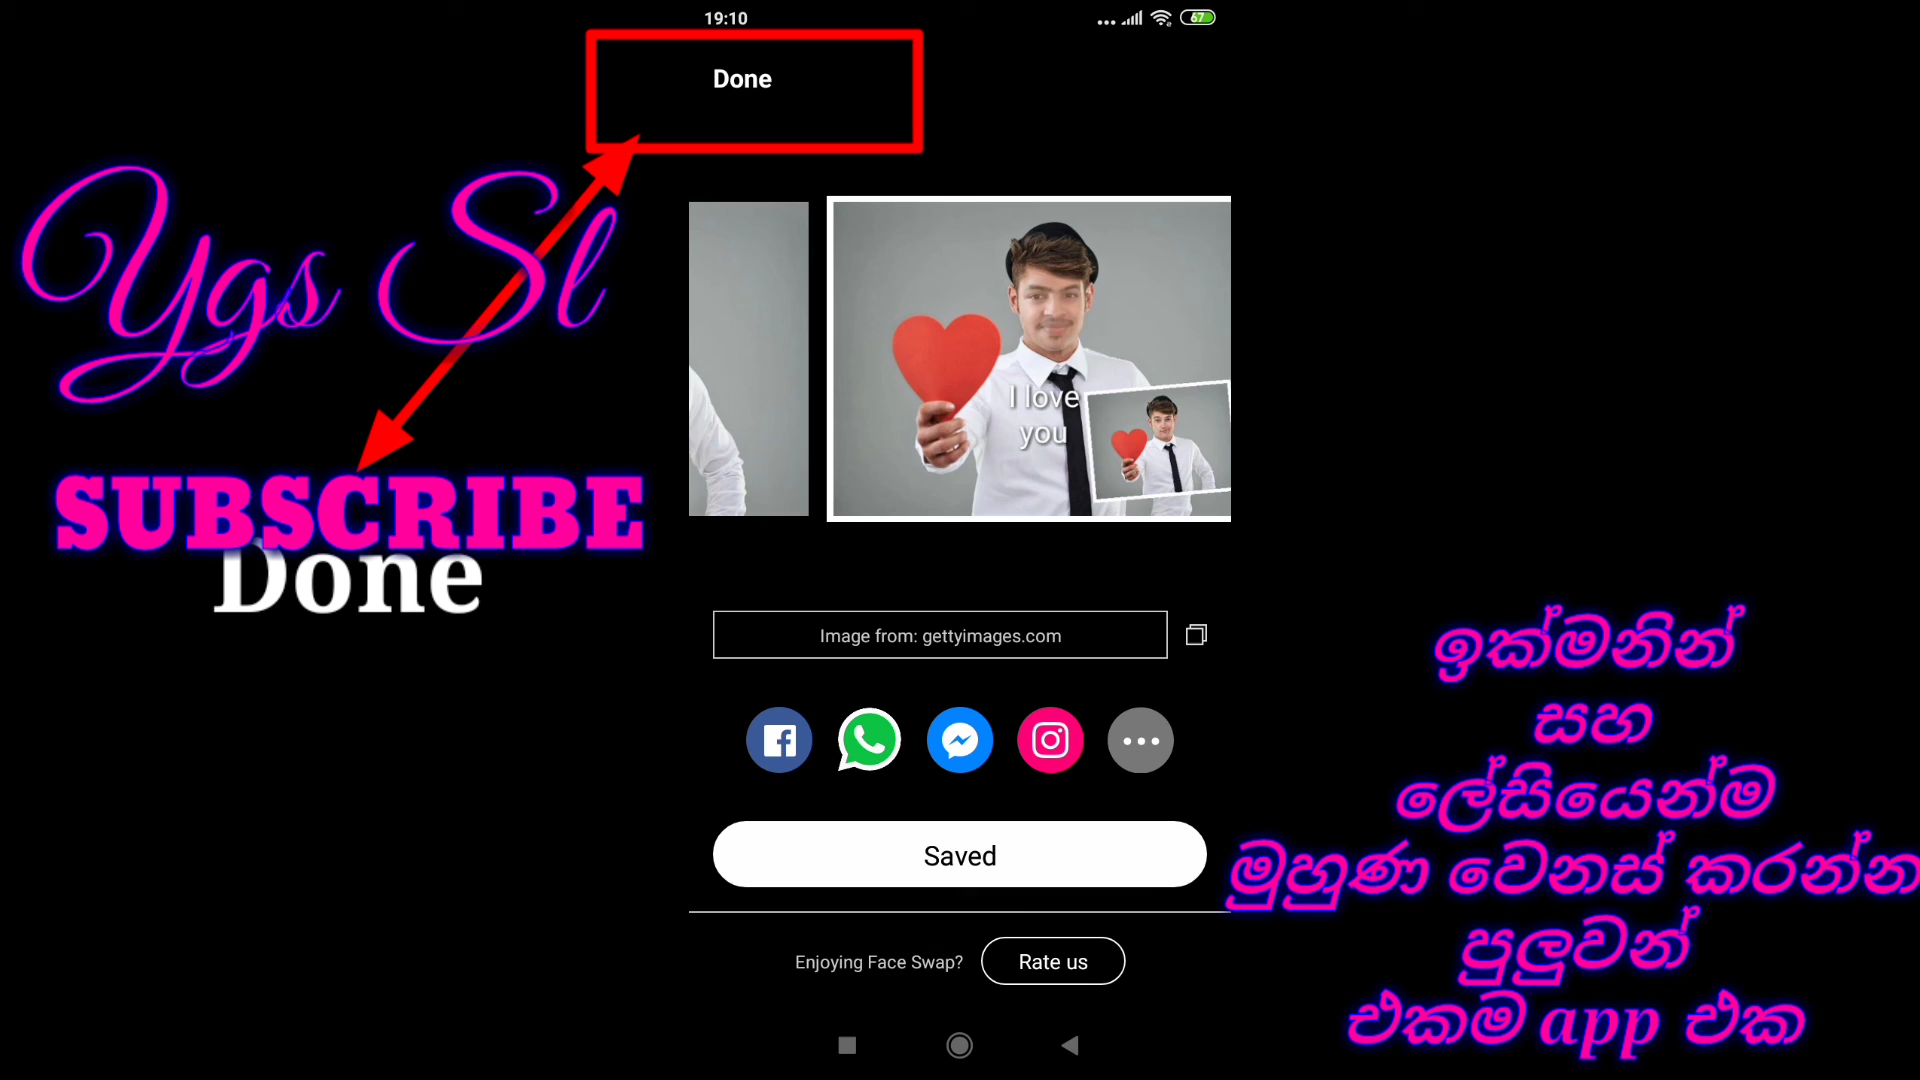 19:10
67
Done
Ygs Sl
I love
you
SUBSCRIBE
Done
Image from: gettyimages.com
Saved
Enjoying Face Swap?
Rate us
ඉක්මනින්
සහ
ලේසියෙන්ම
මුහුණ වෙනස් කරන්න
පුලුවන්
එකම app එක